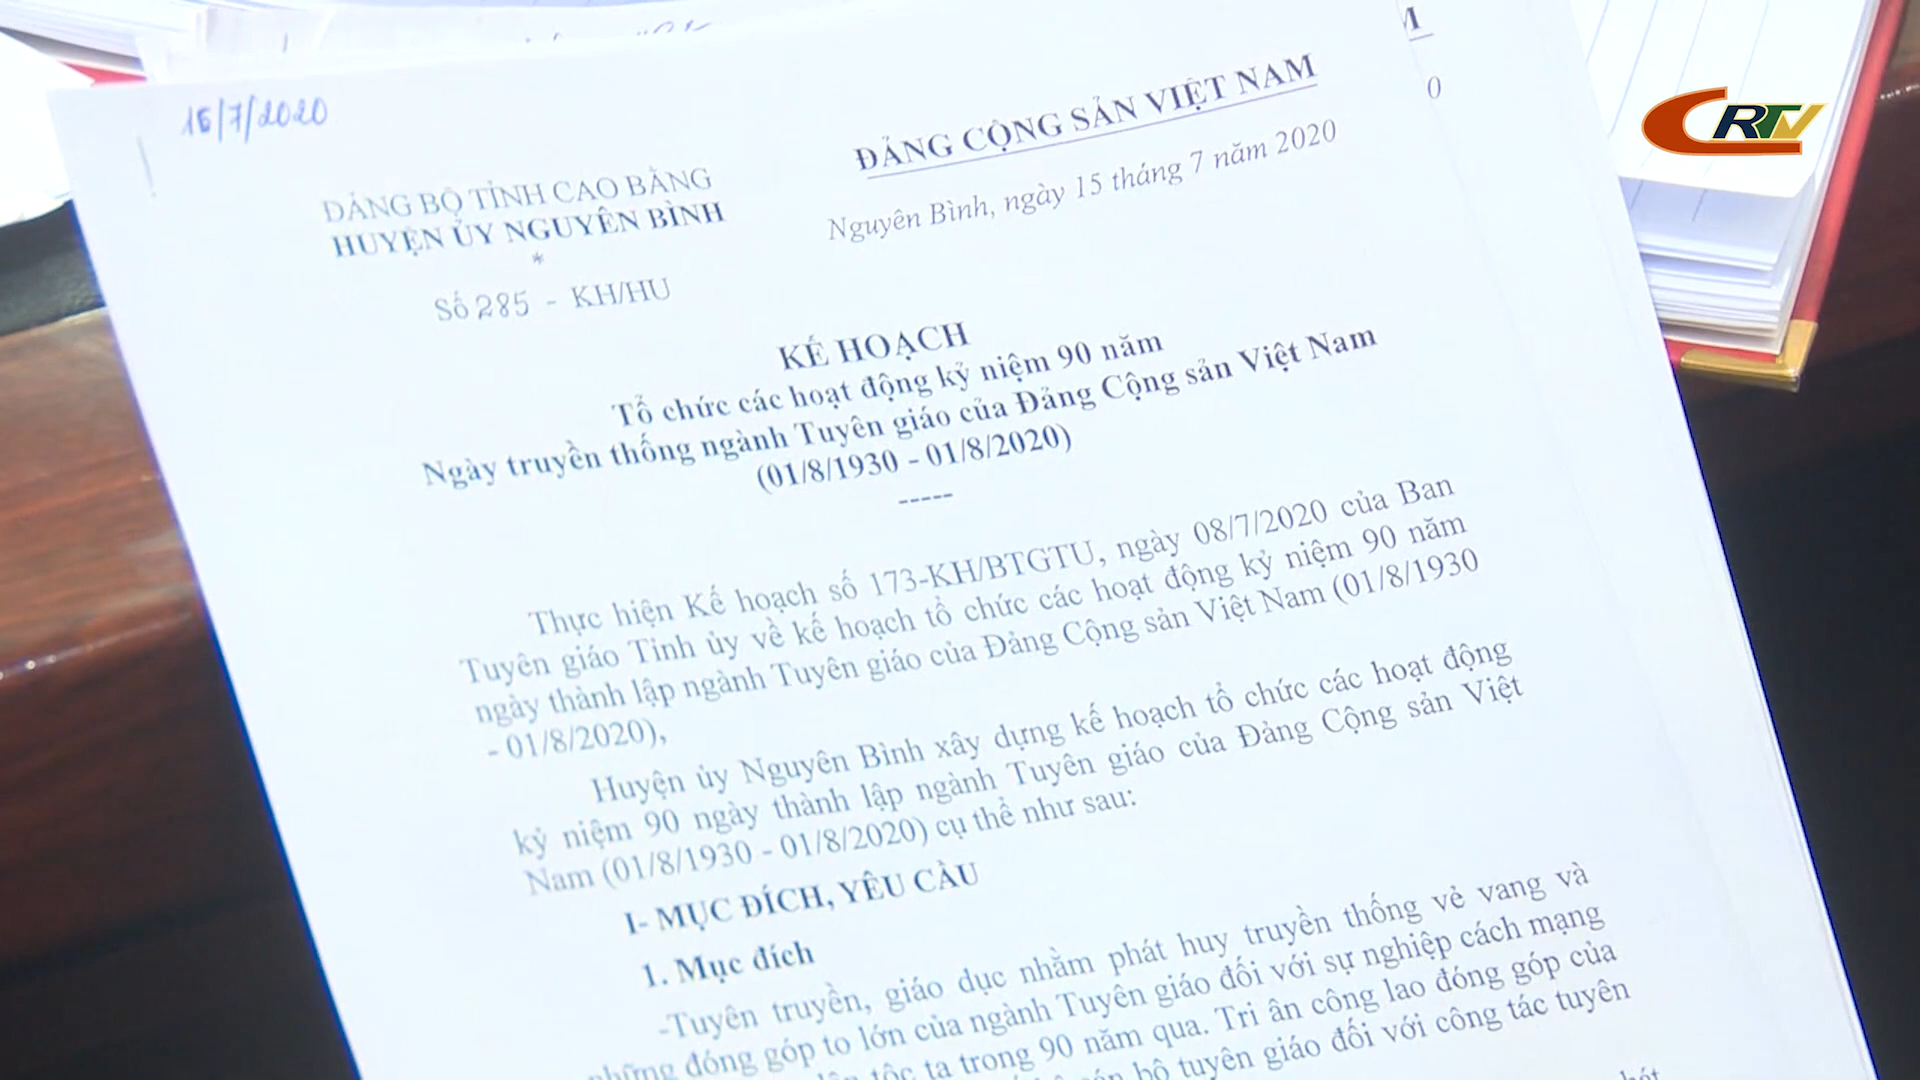 15/7/2020
ĐẢNG BỘ TỈNH CAO BẰNG
HUYỆN ỦY NGUYÊN BÌNH
*
Số 285 - KH/HU
ĐẢNG CỘNG SẢN VIỆT NAM
Nguyên Bình, ngày 15 tháng 7 năm 2020
0
CRTV
KẾ HOẠCH
Tổ chức các hoạt động kỷ niệm 90 năm
Ngày truyền thống ngành Tuyên giáo của Đảng Cộng sản Việt Nam
(01/8/1930 - 01/8/2020)
-----
Thực hiện Kế hoạch số 173-KH/BTGTU, ngày 08/7/2020 của Ban
Tuyên giáo Tỉnh ủy về kế hoạch tổ chức các hoạt động kỷ niệm 90 năm
ngày thành lập ngành Tuyên giáo của Đảng Cộng sản Việt Nam (01/8/1930
- 01/8/2020),
Huyện ủy Nguyên Bình xây dựng kế hoạch tổ chức các hoạt động
kỷ niệm 90 ngày thành lập ngành Tuyên giáo của Đảng Cộng sản Việt
Nam (01/8/1930 - 01/8/2020) cụ thể như sau:
I- MỤC ĐÍCH, YÊU CẦU
1. Mục đích
-Tuyên truyền, giáo dục nhằm phát huy truyền thống vẻ vang và
những đóng góp to lớn của ngành Tuyên giáo đối với sự nghiệp cách mạng
tộc ta trong 90 năm qua. Tri ân công lao đóng góp của
bộ tuyên giáo đối với công tác tuyên